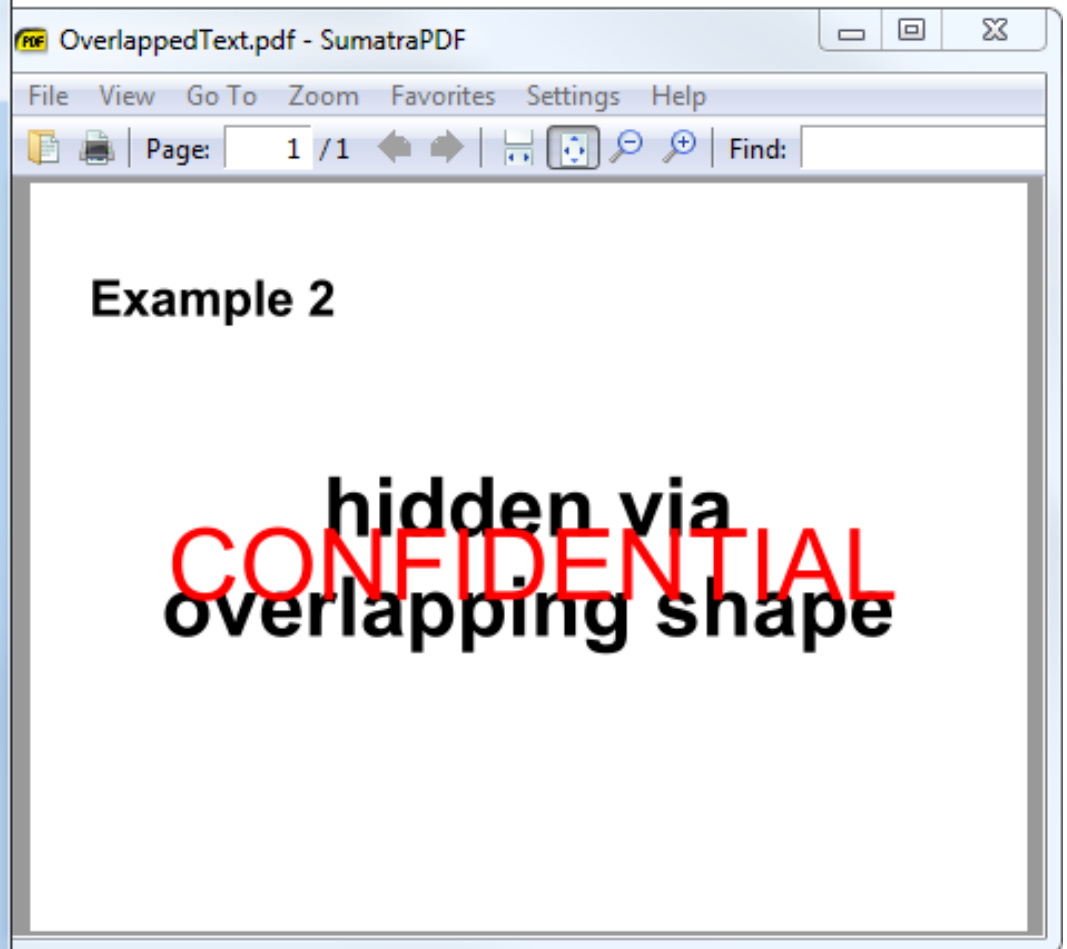 PDF OverlappedText.pdf - SumatraPDF
File View Go To Zoom Favorites Settings Help
Page: 1 / 1 Find:
Example 2
hidden via
CONFIDENTIAL
overlapping shape